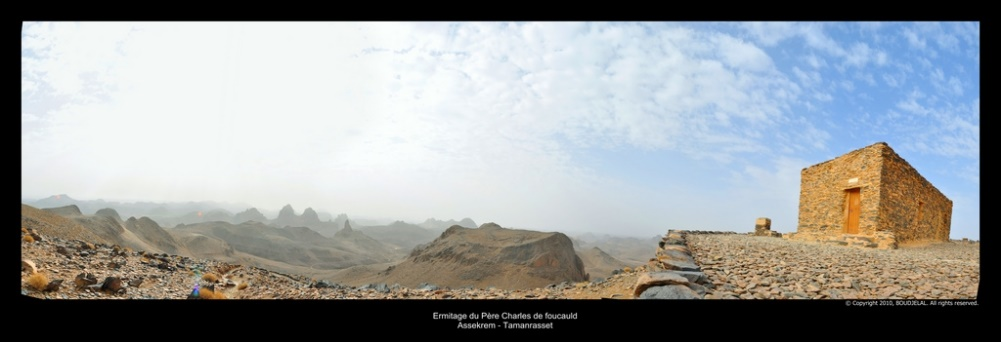 © Copyright 2010, BOUDJELAL. All rights reserved.
Ermitage du Père Charles de foucauld
Assekrem - Tamanrasset